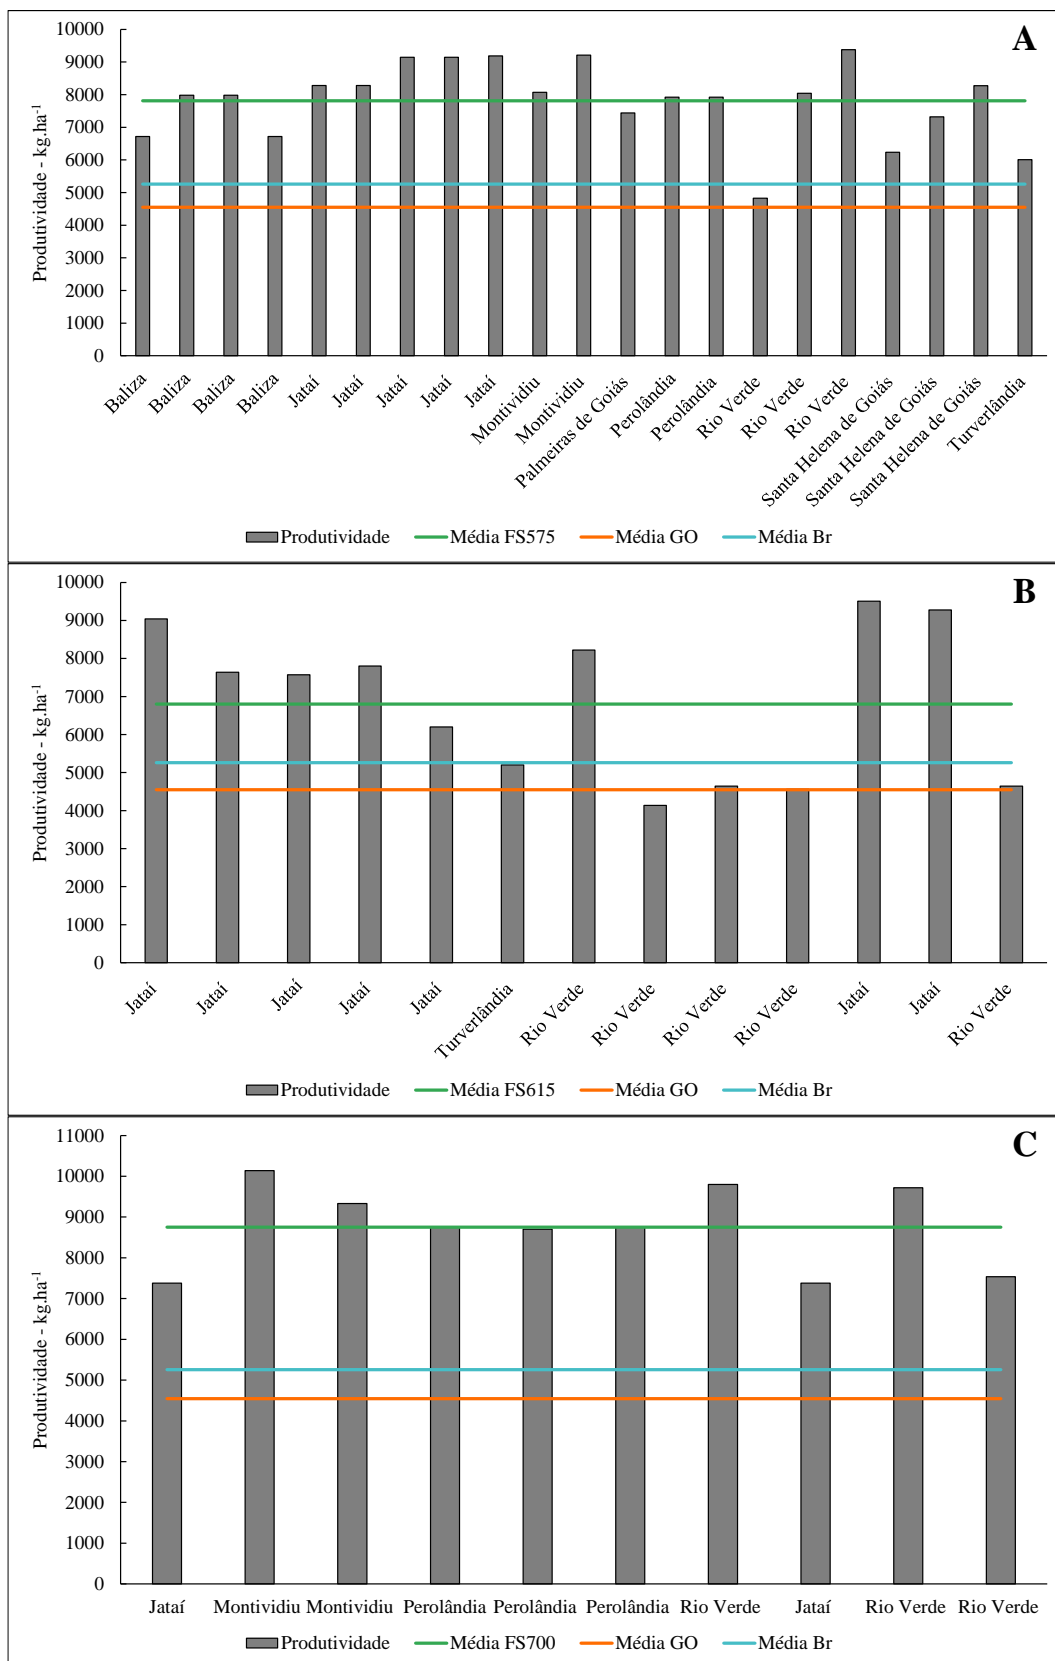 A
10000
9000
8000
7000
6000
5000
4000
3000
2000
1000
0
Produtividade - kg.ha⁻¹
Baliza
Baliza
Baliza
Baliza
Jataí
Jataí
Jataí
Jataí
Jataí
Montividiu
Montividiu
Palmeiras de Goiás
Perolândia
Perolândia
Rio Verde
Rio Verde
Rio Verde
Santa Helena de Goiás
Santa Helena de Goiás
Santa Helena de Goiás
Turverlândia
Produtividade Média FS575 Média GO Média Br
B
10000
9000
8000
7000
6000
5000
4000
3000
2000
1000
0
Produtividade - kg.ha⁻¹
Jataí
Jataí
Jataí
Jataí
Jataí
Turverlândia
Rio Verde
Rio Verde
Rio Verde
Rio Verde
Jataí
Jataí
Rio Verde
Produtividade Média FS615 Média GO Média Br
C
11000
10000
9000
8000
7000
6000
5000
4000
3000
2000
1000
0
Produtividade - kg.ha⁻¹
Jataí Montividiu Montividiu Perolândia Perolândia Perolândia Rio Verde Jataí Rio Verde Rio Verde
Produtividade Média FS700 Média GO Média Br